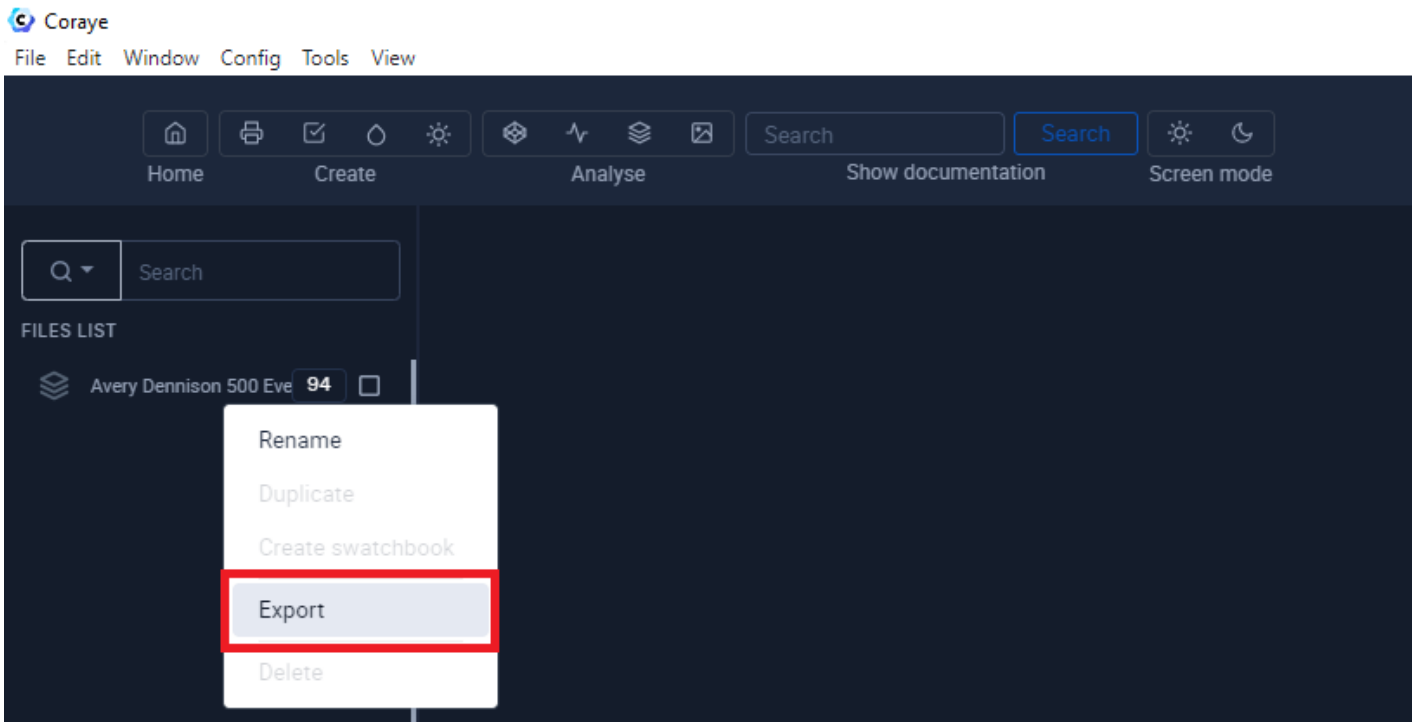 Coraye
File Edit Window Config Tools View
Search Search
Home Create Analyse Show documentation Screen mode
Search
FILES LIST
Avery Dennison 500 Eve 94
Rename
Duplicate
Create swatchbook
Export
Delete